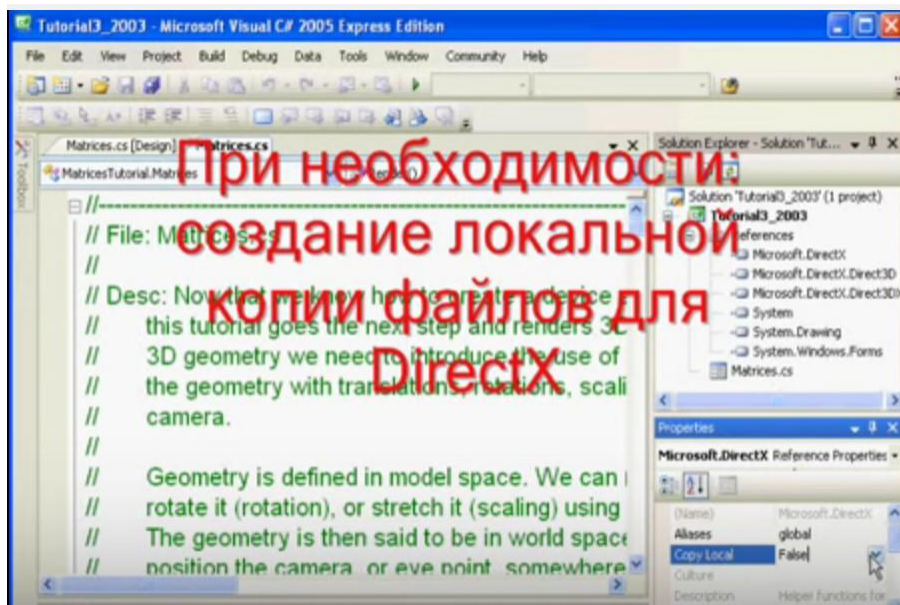 Tutorial3_2003 - Microsoft Visual C# 2005 Express Edition
File Edit View Project Build Debug Data Tools Window Community Help
Matrices.cs [Design] Matrices.cs
Solution Explorer - Solution 'Tut...
Toolbox
MatricesTutorial.Matrices
При необходимости:
создание локальной
копии файлов для
DirectX
//
// File: Matrices.cs
//
// Desc: Now that we know how to create a device
// this tutorial goes the next step and renders 3D
// 3D geometry we need to introduce the use of
// the geometry with translations, rotations, scali
// camera.
//
// Geometry is defined in model space. We can
// rotate it (rotation), or stretch it (scaling) using
// The geometry is then said to be in world space
// position the camera, or eye point, somewhere
Solution 'Tutorial3_2003' (1 project)
Tutorial3_2003
References
Microsoft.DirectX
Microsoft.DirectX.Direct3D
Microsoft.DirectX.Direct3DX
System
System.Drawing
System.Windows.Forms
Matrices.cs
Properties
Microsoft.DirectX Reference Properties
(Name) Microsoft.DirectX
Aliases global
Copy Local False
Culture
Description Helper functions for